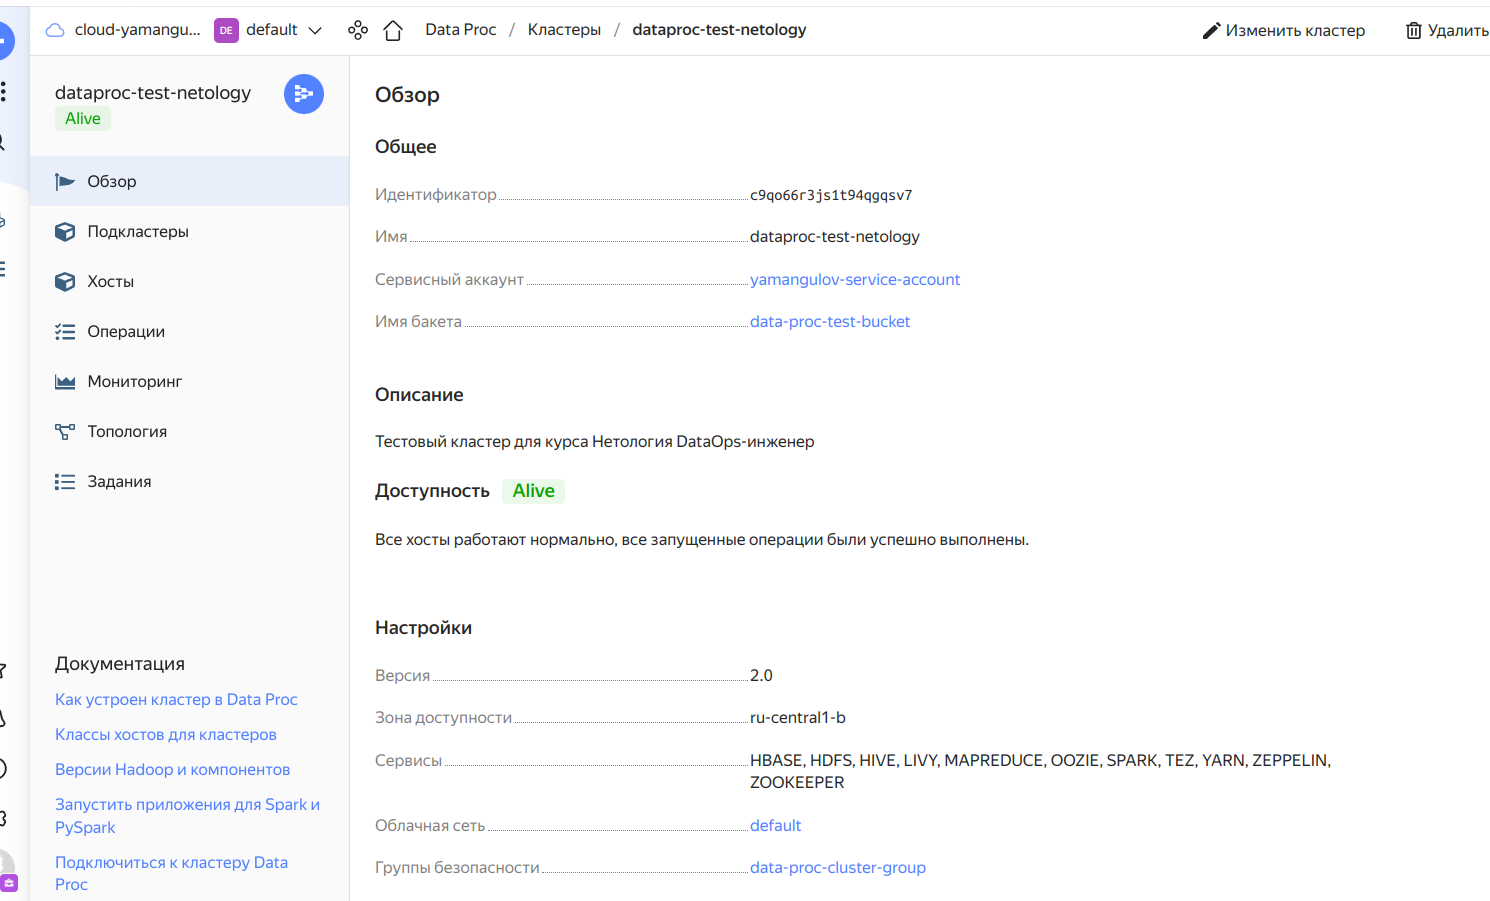 cloud-yamangu... DE default Data Proc / Кластеры / dataproc-test-netology Изменить кластер Удалить
dataproc-test-netology
Alive
Обзор
Подкластеры
Хосты
Операции
Мониторинг
Топология
Задания
Документация
Как устроен кластер в Data Proc
Классы хостов для кластеров
Версии Hadoop и компонентов
Запустить приложения для Spark и
PySpark
Подключиться к кластеру Data
Proc
Обзор
Общее
Идентификатор c9qo66r3js1t94qgqsv7
Имя dataproc-test-netology
Сервисный аккаунт yamangulov-service-account
Имя бакета data-proc-test-bucket
Описание
Тестовый кластер для курса Нетология DataOps-инженер
Доступность Alive
Все хосты работают нормально, все запущенные операции были успешно выполнены.
Настройки
Версия 2.0
Зона доступности ru-central1-b
Сервисы HBASE, HDFS, HIVE, LIVY, MAPREDUCE, OOZIE, SPARK, TEZ, YARN, ZEPPELIN,
ZOOKEEPER
Облачная сеть default
Группы безопасности data-proc-cluster-group